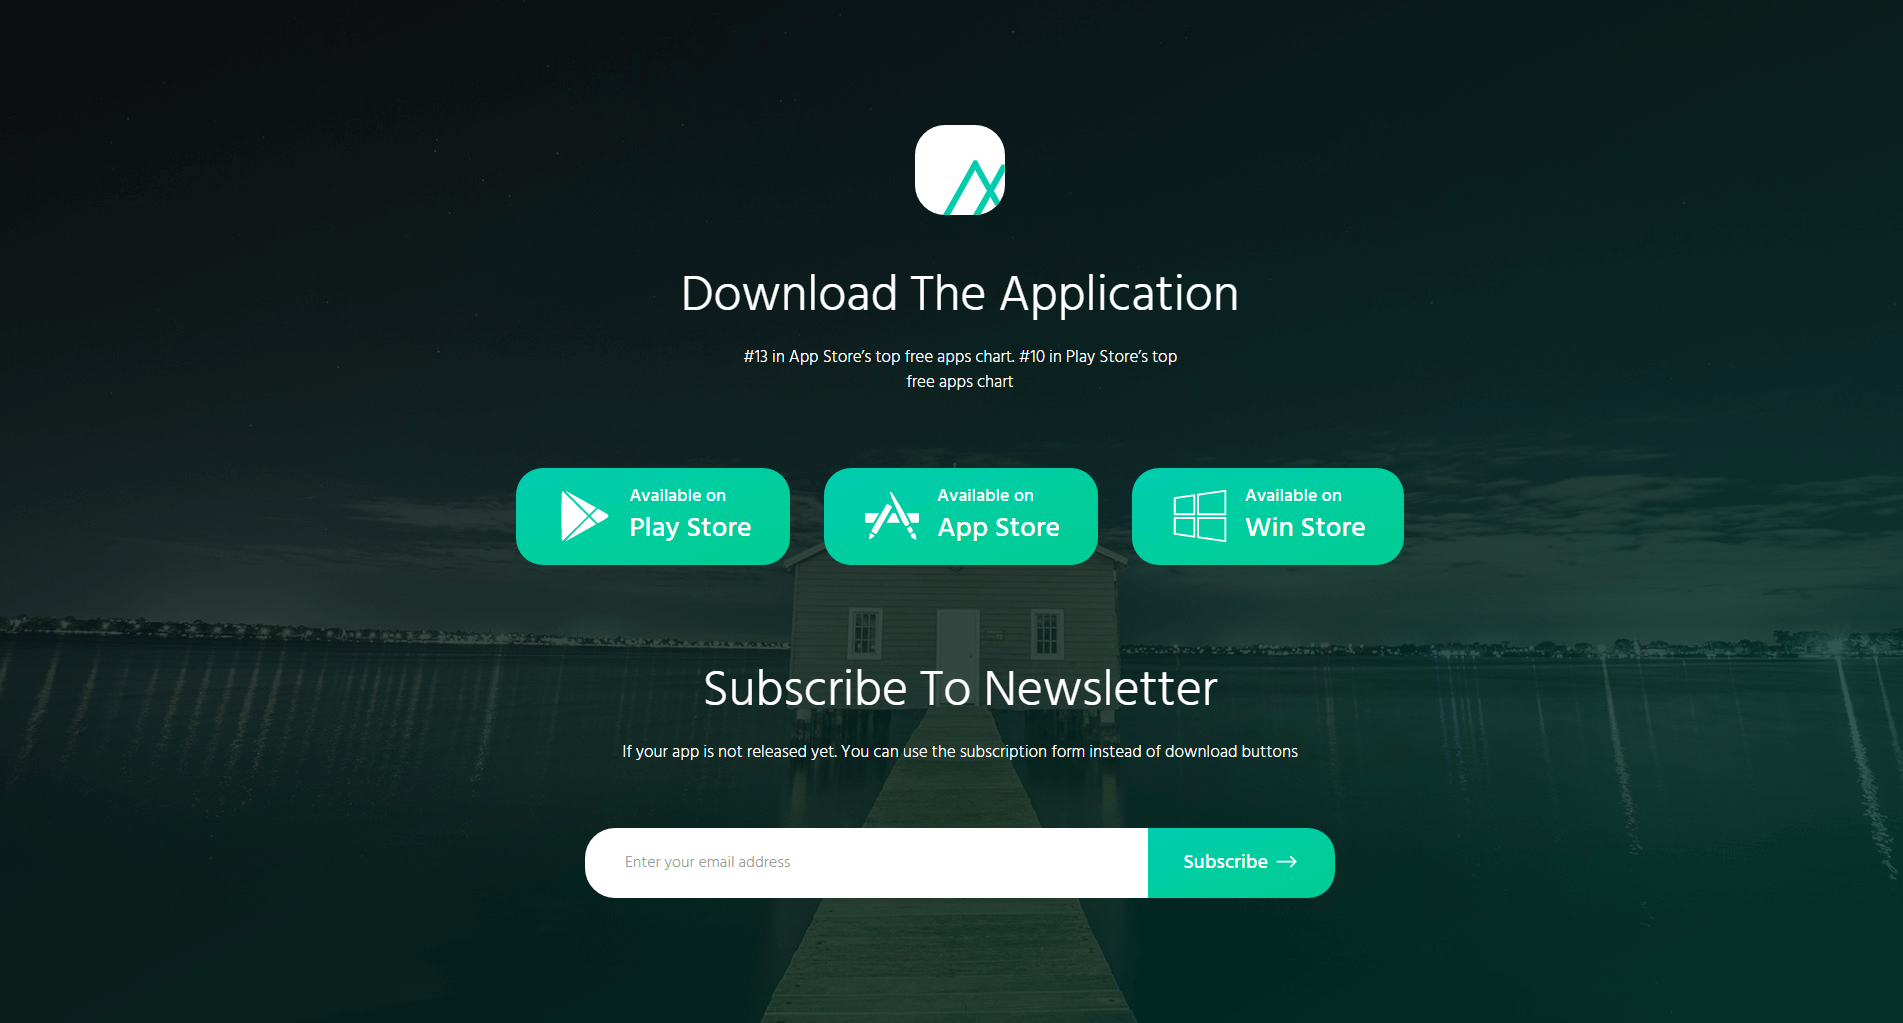 Download The Application
#13 in App Store’s top free apps chart. #10 in Play Store’s top
free apps chart
Available on
Play Store
Available on
App Store
Available on
Win Store
Subscribe To Newsletter
If your app is not released yet. You can use the subscription form instead of download buttons
Enter your email address
Subscribe